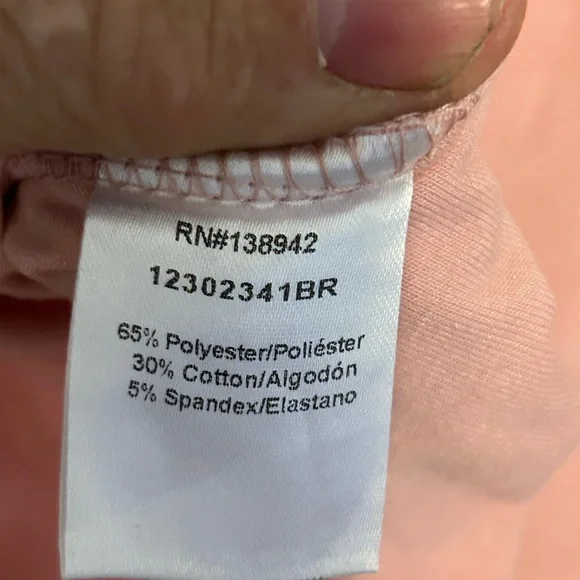 RN#138942
12302341BR
65% Polyester/Poliéster
30% Cotton/Algodón
5% Spandex/Elastano